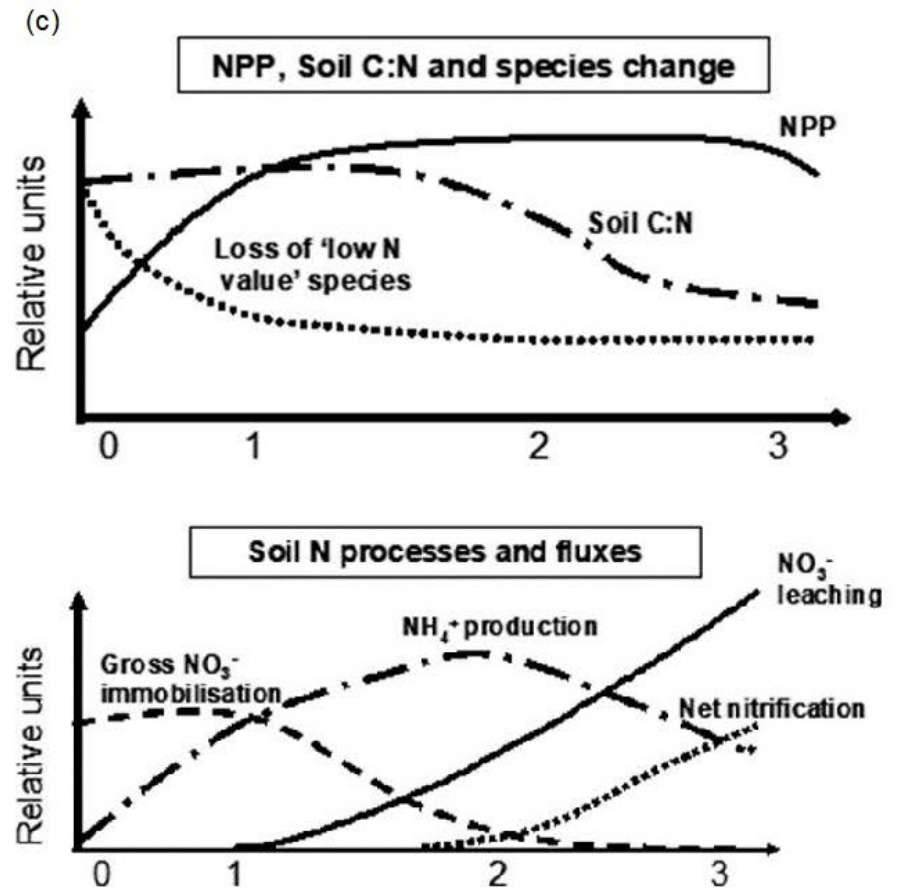 (c)
NPP, Soil C:N and species change
Relative units
NPP
Soil C:N
Loss of 'low N
value' species
0 1 2 3
Soil N processes and fluxes
Relative units
NO₃⁻
leaching
NH₄⁺ production
Gross NO₃⁻
immobilisation
Net nitrification
0 1 2 3